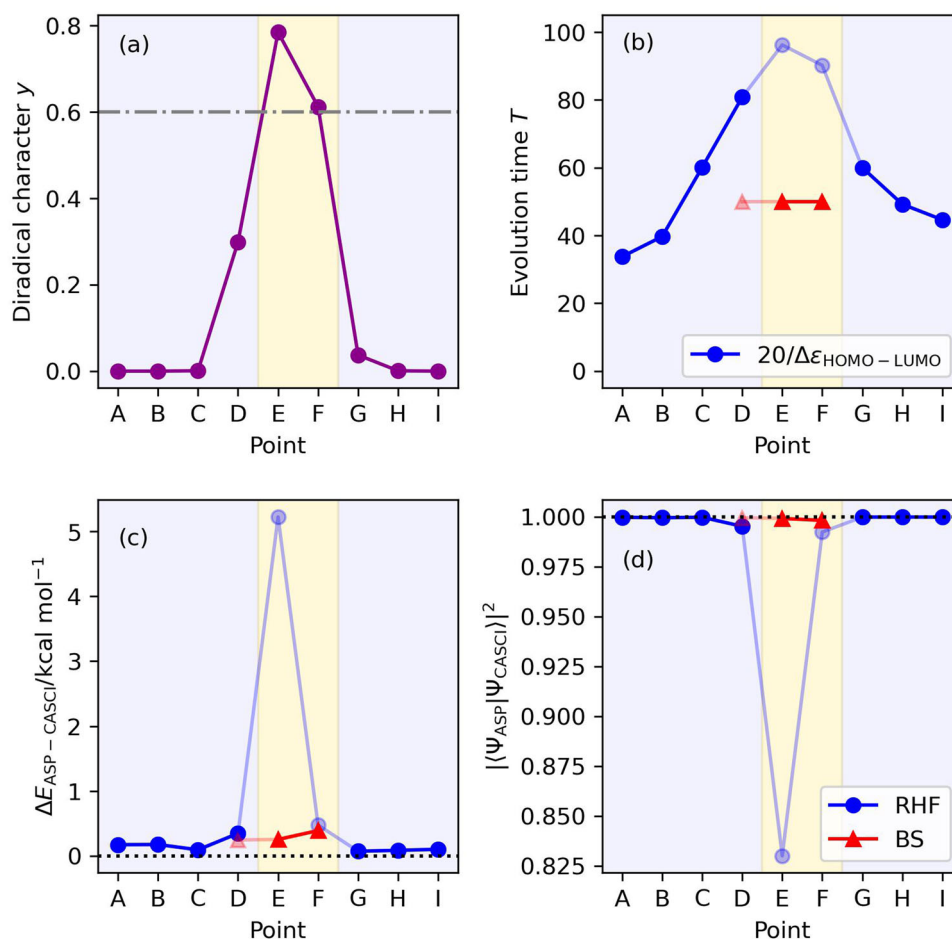 (a)
Diradical character y
0.8
0.6
0.4
0.2
0.0
A B C D E F G H I
Point
(b)
Evolution time T
100
80
60
40
20
0
20/Δε_HOMO−LUMO
A B C D E F G H I
Point
(c)
ΔE_ASP−CASCI/kcal mol⁻¹
5
4
3
2
1
0
A B C D E F G H I
Point
(d)
|⟨Ψ_ASP|Ψ_CASCI⟩|²
1.000
0.975
0.950
0.925
0.900
0.875
0.850
0.825
RHF
BS
A B C D E F G H I
Point